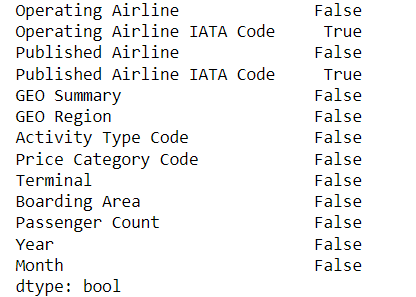 Operating Airline False
Operating Airline IATA Code True
Published Airline False
Published Airline IATA Code True
GEO Summary False
GEO Region False
Activity Type Code False
Price Category Code False
Terminal False
Boarding Area False
Passenger Count False
Year False
Month False
dtype: bool